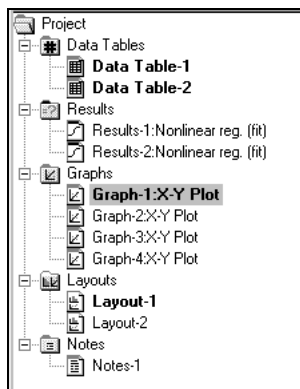 Project
Data Tables
Data Table-1
Data Table-2
Results
Results-1:Nonlinear reg. (fit)
Results-2:Nonlinear reg. (fit)
Graphs
Graph-1:X-Y Plot
Graph-2:X-Y Plot
Graph-3:X-Y Plot
Graph-4:X-Y Plot
Layouts
Layout-1
Layout-2
Notes
Notes-1